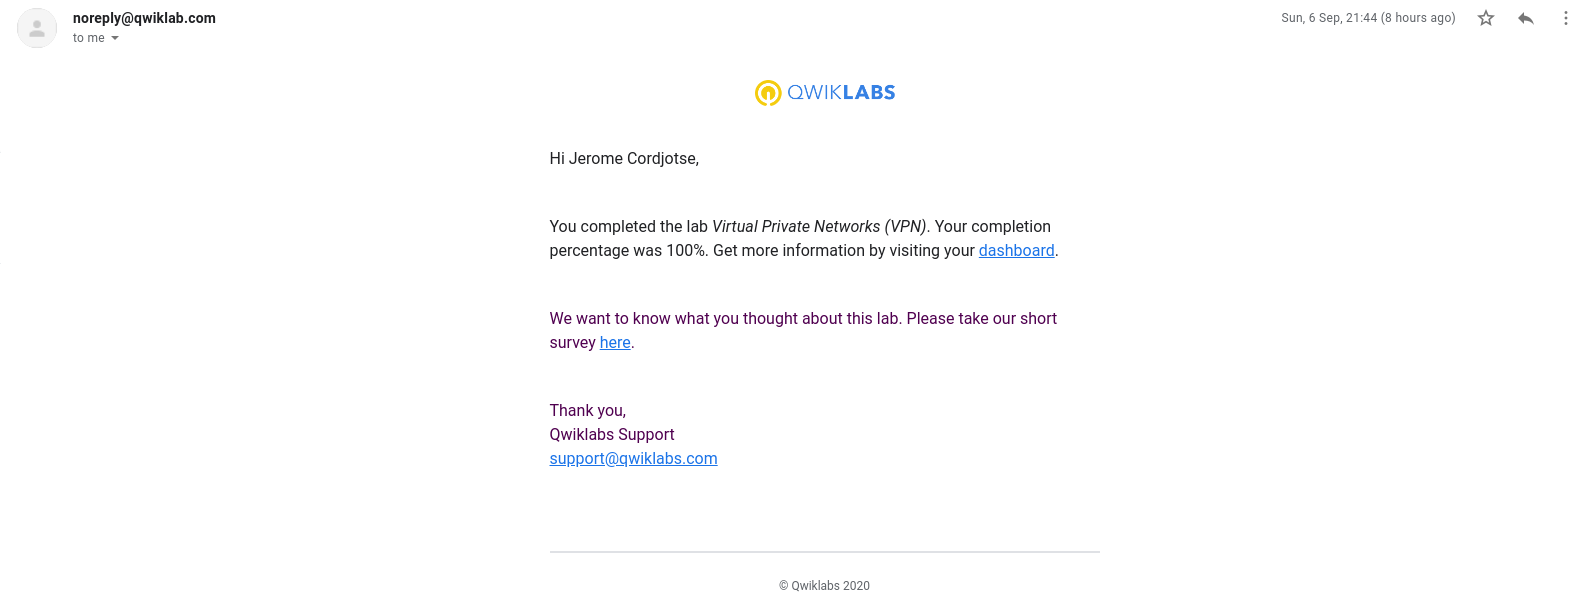 noreply@qwiklab.com
Sun, 6 Sep, 21:44 (8 hours ago)
to me
QWIKLABS
Hi Jerome Cordjotse,
You completed the lab Virtual Private Networks (VPN). Your completion
percentage was 100%. Get more information by visiting your dashboard.
We want to know what you thought about this lab. Please take our short
survey here.
Thank you,
Qwiklabs Support
support@qwiklabs.com
© Qwiklabs 2020